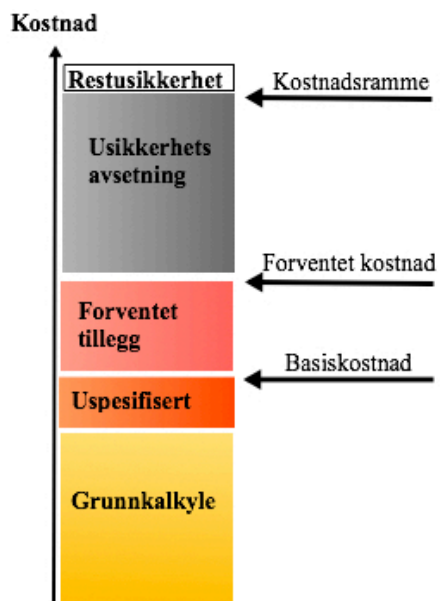 Kostnad
Restusikkerhet
Kostnadsramme
Usikkerhets
avsetning
Forventet kostnad
Forventet
tillegg
Basiskostnad
Uspesifisert
Grunnkalkyle